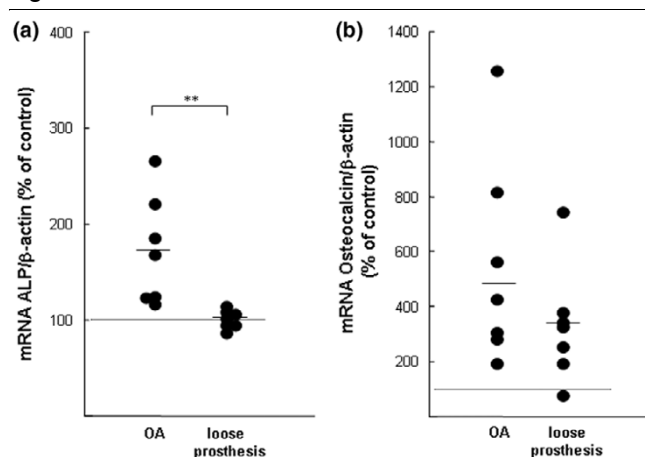 (a)
mRNA ALP/β-actin (% of control)
400
300
200
100
**
OA
loose
prosthesis
(b)
mRNA Osteocalcin/β-actin
(% of control)
1400
1200
1000
800
600
400
200
OA
loose
prosthesis